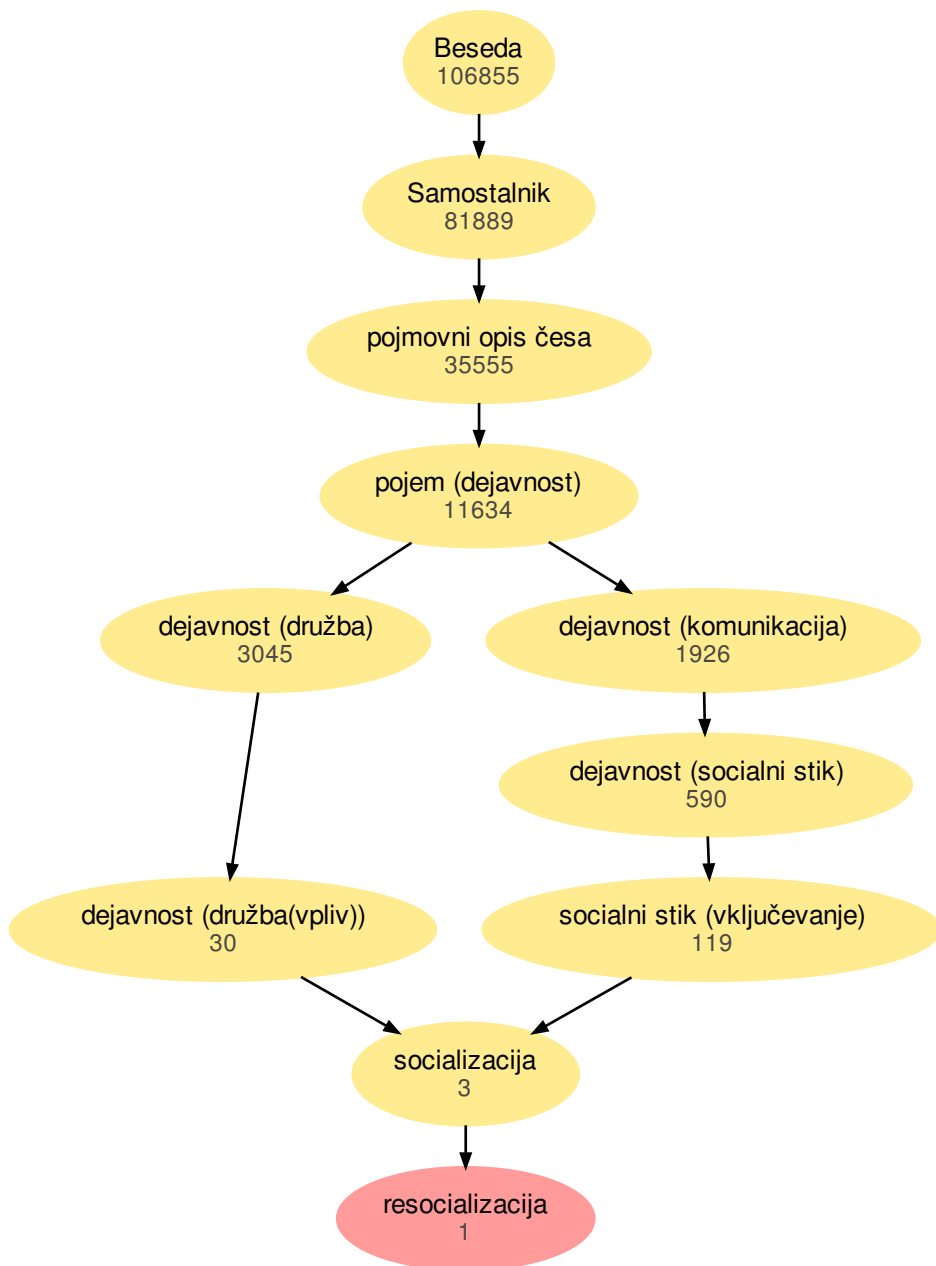 Beseda
106855
Samostalnik
81889
pojmovni opis česa
35555
pojem (dejavnost)
11634
dejavnost (družba)
3045
dejavnost (komunikacija)
1926
dejavnost (socialni stik)
590
dejavnost (družba(vpliv))
30
socialni stik (vključevanje)
119
socializacija
3
resocializacija
1